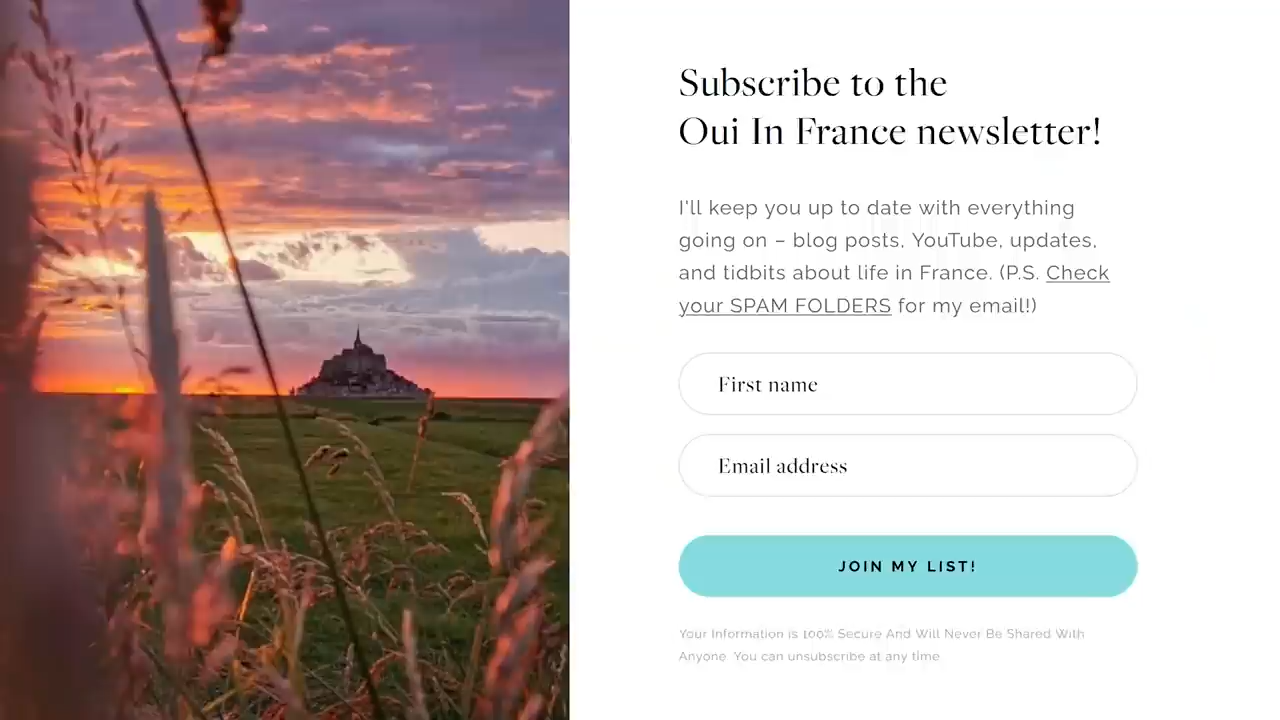 Subscribe to the
Oui In France newsletter!
I'll keep you up to date with everything
going on – blog posts, YouTube, updates,
and tidbits about life in France. (P.S. Check
your SPAM FOLDERS for my email!)
First name
Email address
JOIN MY LIST!
Your Information is 100% Secure And Will Never Be Shared With
Anyone. You can unsubscribe at any time